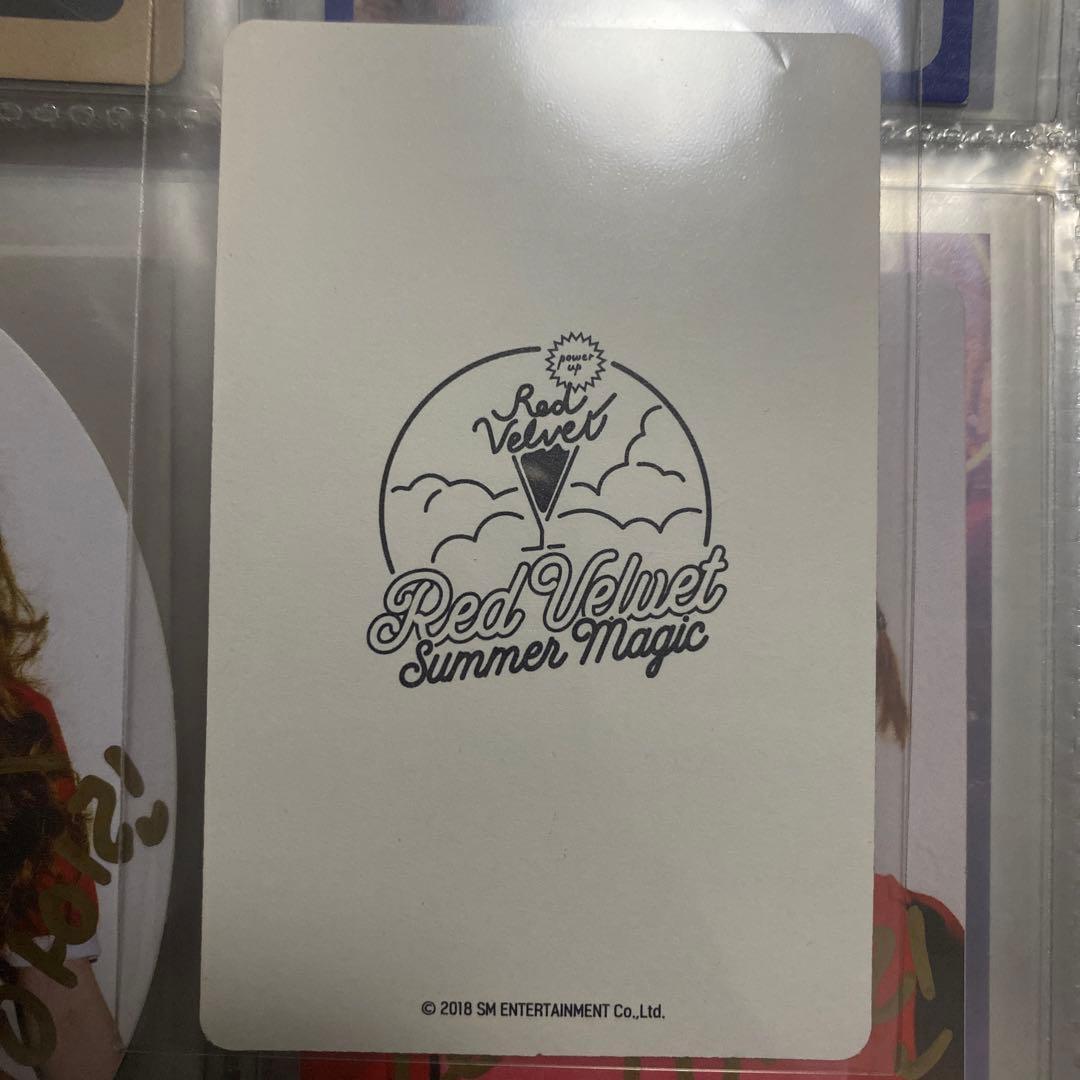 power
up
Red
Velvet
Red Velvet
Summer Magic
© 2018 SM ENTERTAINMENT Co.,Ltd.